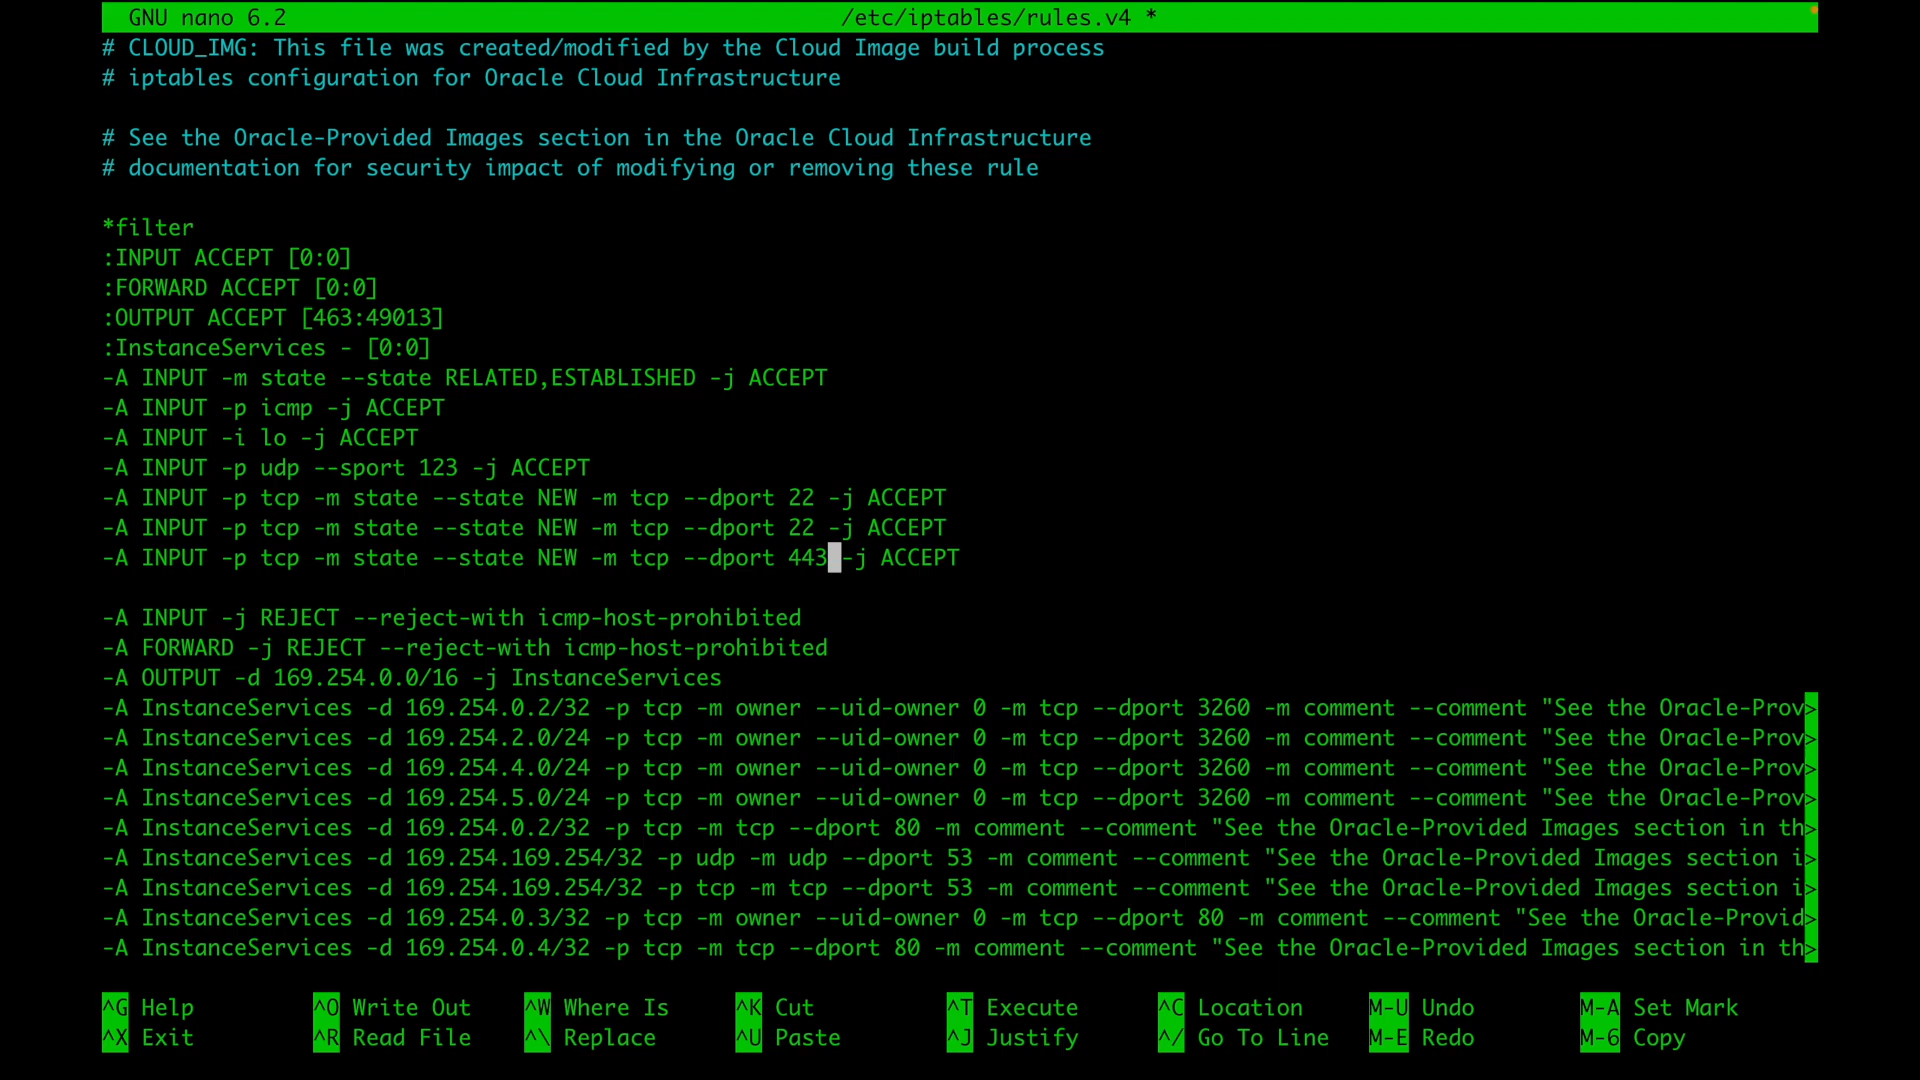 GNU nano 6.2 /etc/iptables/rules.v4 *
# CLOUD_IMG: This file was created/modified by the Cloud Image build process
# iptables configuration for Oracle Cloud Infrastructure
# See the Oracle-Provided Images section in the Oracle Cloud Infrastructure
# documentation for security impact of modifying or removing these rule
*filter
:INPUT ACCEPT [0:0]
:FORWARD ACCEPT [0:0]
:OUTPUT ACCEPT [463:49013]
:InstanceServices - [0:0]
-A INPUT -m state --state RELATED,ESTABLISHED -j ACCEPT
-A INPUT -p icmp -j ACCEPT
-A INPUT -i lo -j ACCEPT
-A INPUT -p udp --sport 123 -j ACCEPT
-A INPUT -p tcp -m state --state NEW -m tcp --dport 22 -j ACCEPT
-A INPUT -p tcp -m state --state NEW -m tcp --dport 22 -j ACCEPT
-A INPUT -p tcp -m state --state NEW -m tcp --dport 443 -j ACCEPT
-A INPUT -j REJECT --reject-with icmp-host-prohibited
-A FORWARD -j REJECT --reject-with icmp-host-prohibited
-A OUTPUT -d 169.254.0.0/16 -j InstanceServices
-A InstanceServices -d 169.254.0.2/32 -p tcp -m owner --uid-owner 0 -m tcp --dport 3260 -m comment --comment "See the Oracle-Prov>
-A InstanceServices -d 169.254.2.0/24 -p tcp -m owner --uid-owner 0 -m tcp --dport 3260 -m comment --comment "See the Oracle-Prov>
-A InstanceServices -d 169.254.4.0/24 -p tcp -m owner --uid-owner 0 -m tcp --dport 3260 -m comment --comment "See the Oracle-Prov>
-A InstanceServices -d 169.254.5.0/24 -p tcp -m owner --uid-owner 0 -m tcp --dport 3260 -m comment --comment "See the Oracle-Prov>
-A InstanceServices -d 169.254.0.2/32 -p tcp -m tcp --dport 80 -m comment --comment "See the Oracle-Provided Images section in th>
-A InstanceServices -d 169.254.169.254/32 -p udp -m udp --dport 53 -m comment --comment "See the Oracle-Provided Images section i>
-A InstanceServices -d 169.254.169.254/32 -p tcp -m tcp --dport 53 -m comment --comment "See the Oracle-Provided Images section i>
-A InstanceServices -d 169.254.0.3/32 -p tcp -m owner --uid-owner 0 -m tcp --dport 80 -m comment --comment "See the Oracle-Provid>
-A InstanceServices -d 169.254.0.4/32 -p tcp -m tcp --dport 80 -m comment --comment "See the Oracle-Provided Images section in th>
^G Help ^O Write Out ^W Where Is ^K Cut ^T Execute ^C Location M-U Undo M-A Set Mark
^X Exit ^R Read File ^\ Replace ^U Paste ^J Justify ^/ Go To Line M-E Redo M-6 Copy